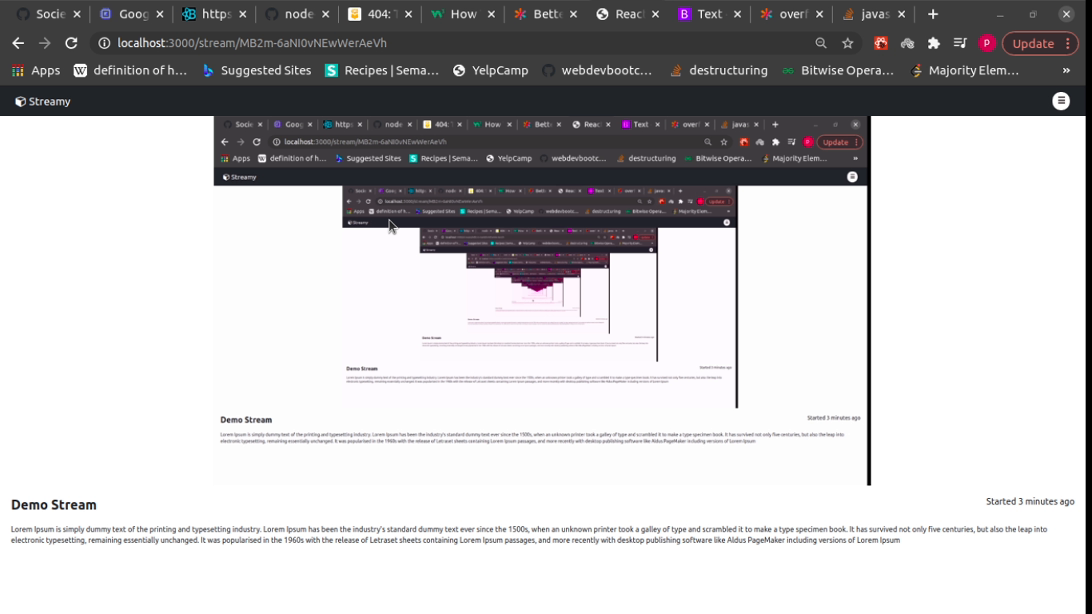 Socie Goog https: node 404: T How Bette React Text overf javas
localhost:3000/stream/MB2m-6aNI0vNEwWerAeVh
Update
Apps definition of h... Suggested Sites Recipes | Sema... YelpCamp webdevbootc... destructuring Bitwise Opera... Majority Elem... »
Streamy
Socie Goog https: node 404: T How Bette Reac Text overf javas
localhost:3000/stream/MB2m-6aNI0vNEwWerAeVh
Update
Apps definition of h... Suggested Sites Recipes | Sema... YelpCamp webdevbootc... destructuring Bitwise Opera... Majority Elem... »
Streamy
Demo Stream
Started 3 minutes ago
Demo Stream
Started 3 minutes ago
Demo Stream
Started 3 minutes ago
Lorem Ipsum is simply dummy text of the printing and typesetting industry. Lorem Ipsum has been the industry's standard dummy text ever since the 1500s, when an unknown printer took a galley of type and scrambled it to make a type specimen book. It has survived not only five centuries, but also the leap into
electronic typesetting, remaining essentially unchanged. It was popularised in the 1960s with the release of Letraset sheets containing Lorem Ipsum passages, and more recently with desktop publishing software like Aldus PageMaker including versions of Lorem Ipsum
Demo Stream
Started 3 minutes ago
Lorem Ipsum is simply dummy text of the printing and typesetting industry. Lorem Ipsum has been the industry's standard dummy text ever since the 1500s, when an unknown printer took a galley of type and scrambled it to make a type specimen book. It has survived not only five centuries, but also the leap into
electronic typesetting, remaining essentially unchanged. It was popularised in the 1960s with the release of Letraset sheets containing Lorem Ipsum passages, and more recently with desktop publishing software like Aldus PageMaker including versions of Lorem Ipsum